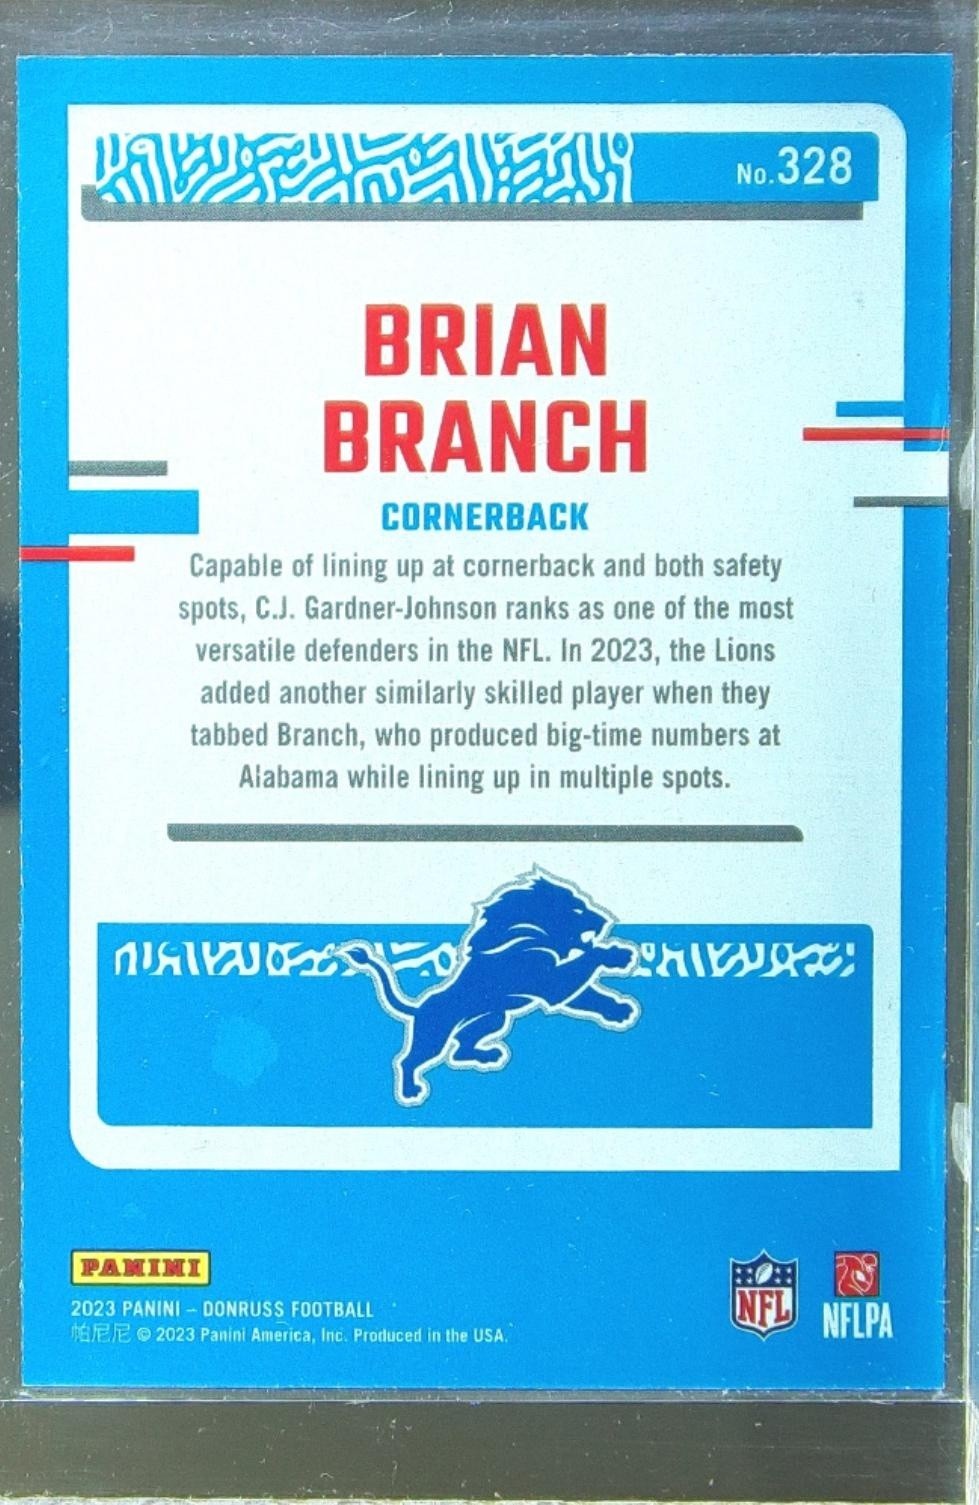 No.328
BRIAN
BRANCH
CORNERBACK
Capable of lining up at cornerback and both safety
spots, C.J. Gardner-Johnson ranks as one of the most
versatile defenders in the NFL. In 2023, the Lions
added another similarly skilled player when they
tabbed Branch, who produced big-time numbers at
Alabama while lining up in multiple spots.
PANINI
2023 PANINI – DONRUSS FOOTBALL
帕尼尼 © 2023 Panini America, Inc. Produced in the USA.
NFL
NFLPA